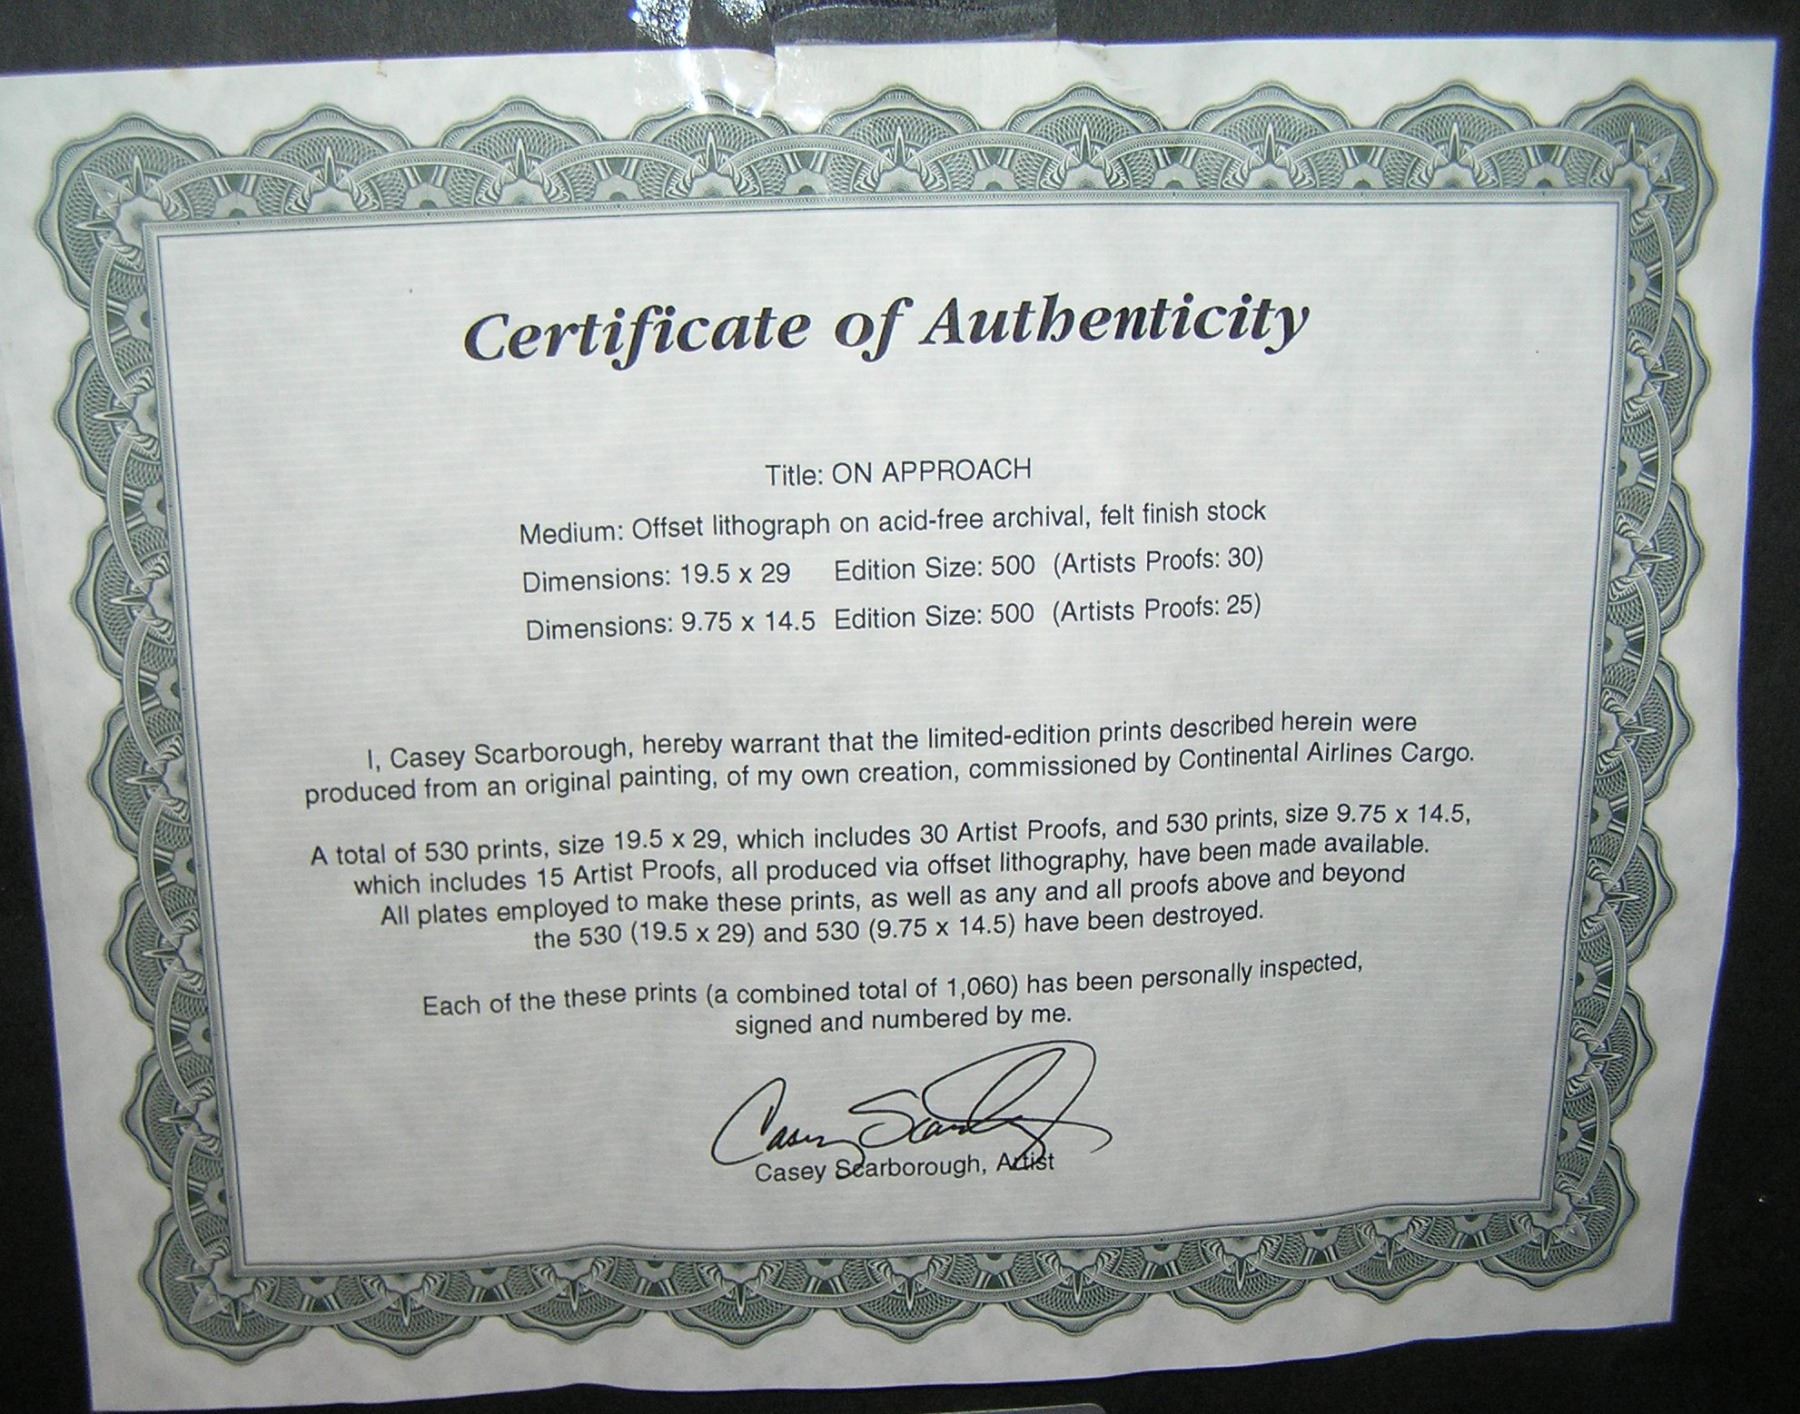 Certificate of Authenticity
Title: ON APPROACH
Medium: Offset lithograph on acid-free archival, felt finish stock
Dimensions: 19.5 x 29 Edition Size: 500 (Artists Proofs: 30)
Dimensions: 9.75 x 14.5 Edition Size: 500 (Artists Proofs: 25)
I, Casey Scarborough, hereby warrant that the limited-edition prints described herein were
produced from an original painting, of my own creation, commissioned by Continental Airlines Cargo.
A total of 530 prints, size 19.5 x 29, which includes 30 Artist Proofs, and 530 prints, size 9.75 x 14.5,
which includes 15 Artist Proofs, all produced via offset lithography, have been made available.
All plates employed to make these prints, as well as any and all proofs above and beyond
the 530 (19.5 x 29) and 530 (9.75 x 14.5) have been destroyed.
Each of the these prints (a combined total of 1,060) has been personally inspected,
signed and numbered by me.
Casey Scarborough
Casey Scarborough, Artist